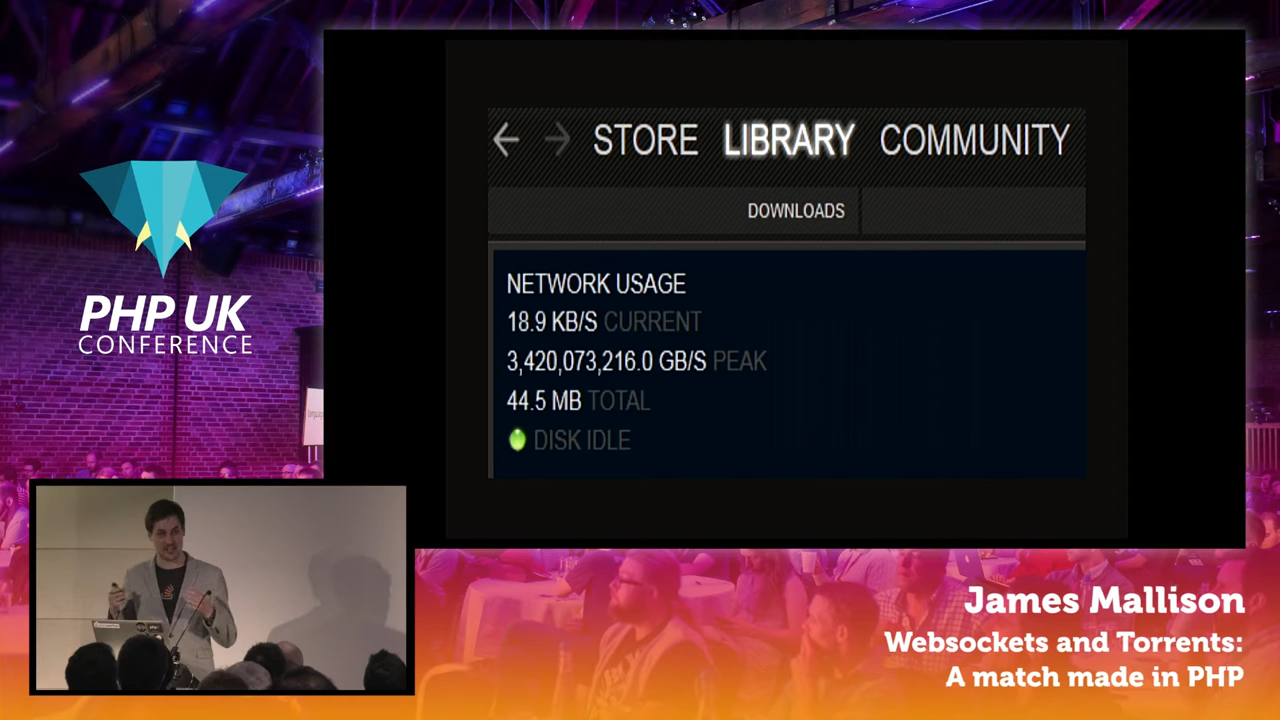 STORE LIBRARY COMMUNITY
DOWNLOADS
NETWORK USAGE
18.9 KB/S CURRENT
3,420,073,216.0 GB/S PEAK
44.5 MB TOTAL
DISK IDLE
PHP UK
CONFERENCE
James Mallison
Websockets and Torrents:
A match made in PHP